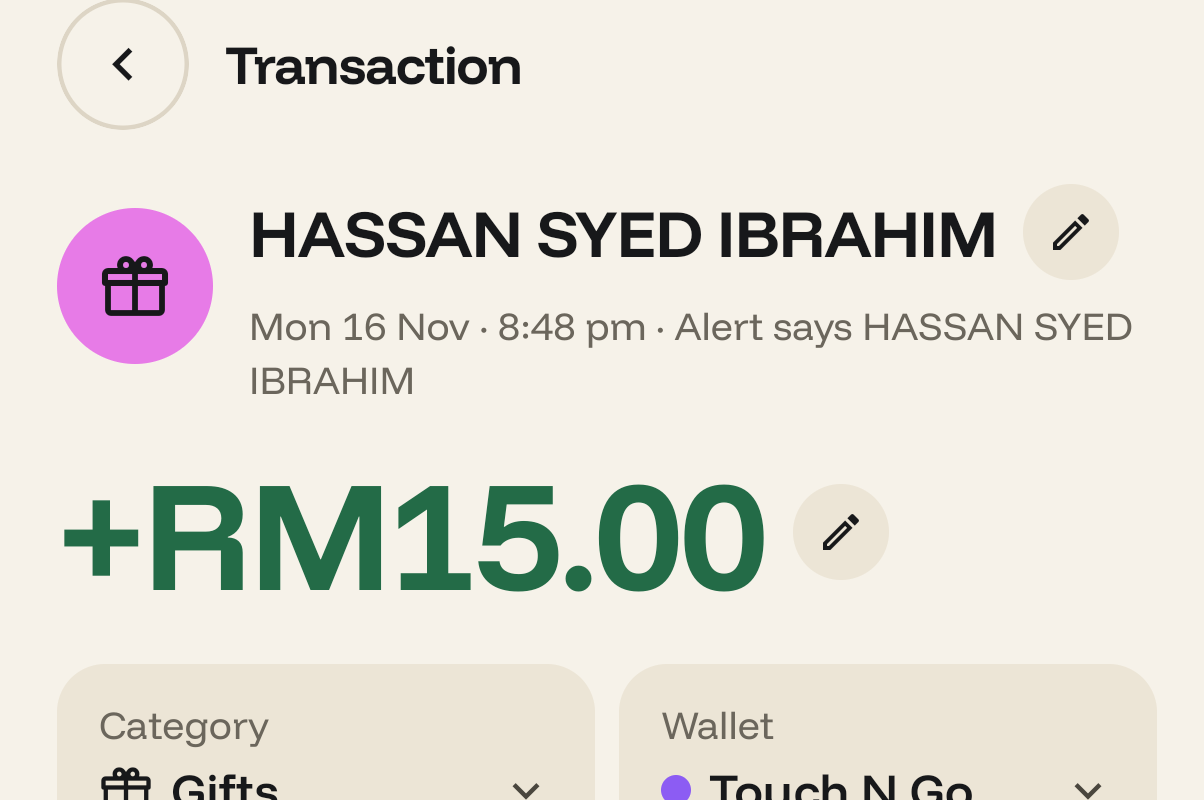 Transaction
HASSAN SYED IBRAHIM
Mon 16 Nov · 8:48 pm · Alert says HASSAN SYED
IBRAHIM
+RM15.00
Category
Wallet
Gifts
Touch N Go